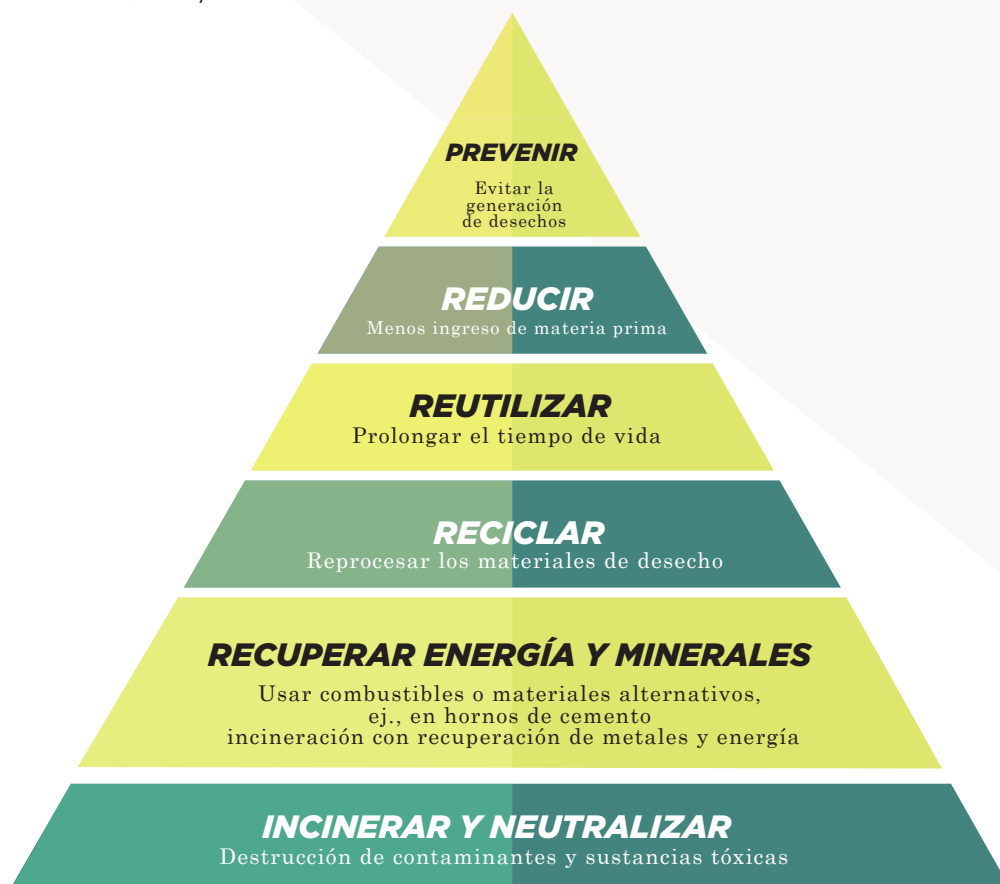 PREVENIR
Evitar la
generación
de desechos
REDUCIR
Menos ingreso de materia prima
REUTILIZAR
Prolongar el tiempo de vida
RECICLAR
Reprocesar los materiales de desecho
RECUPERAR ENERGÍA Y MINERALES
Usar combustibles o materiales alternativos,
ej., en hornos de cemento
incineración con recuperación de metales y energía
INCINERAR Y NEUTRALIZAR
Destrucción de contaminantes y sustancias tóxicas